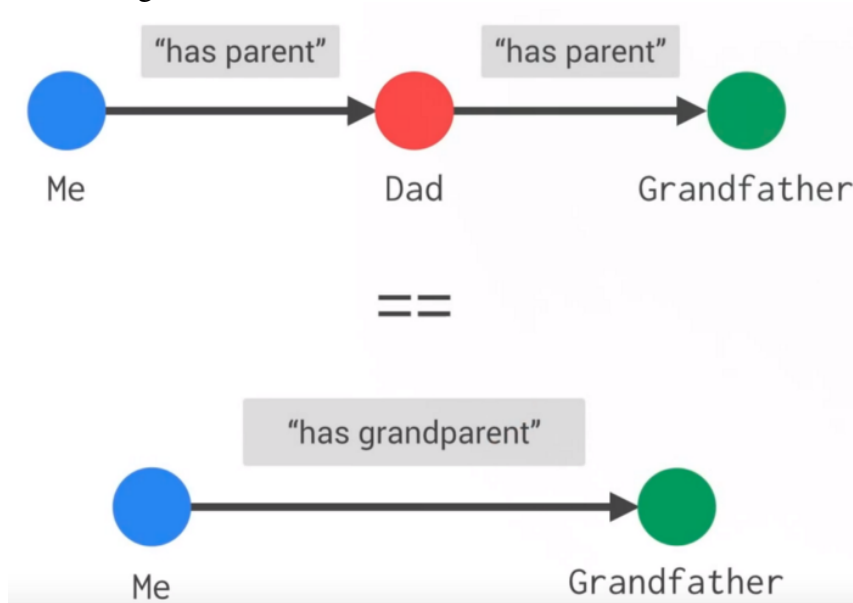 “has parent” “has parent”
Me Dad Grandfather
==
“has grandparent”
Me Grandfather